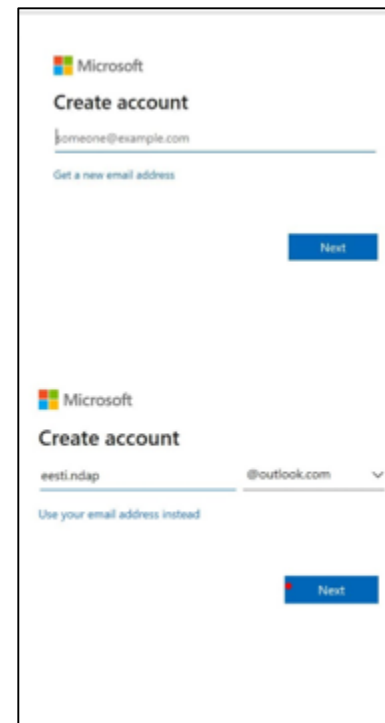 Microsoft
Create account
someone@example.com
Get a new email address
Next
Microsoft
Create account
eesti.ndap @outlook.com
Use your email address instead
Next